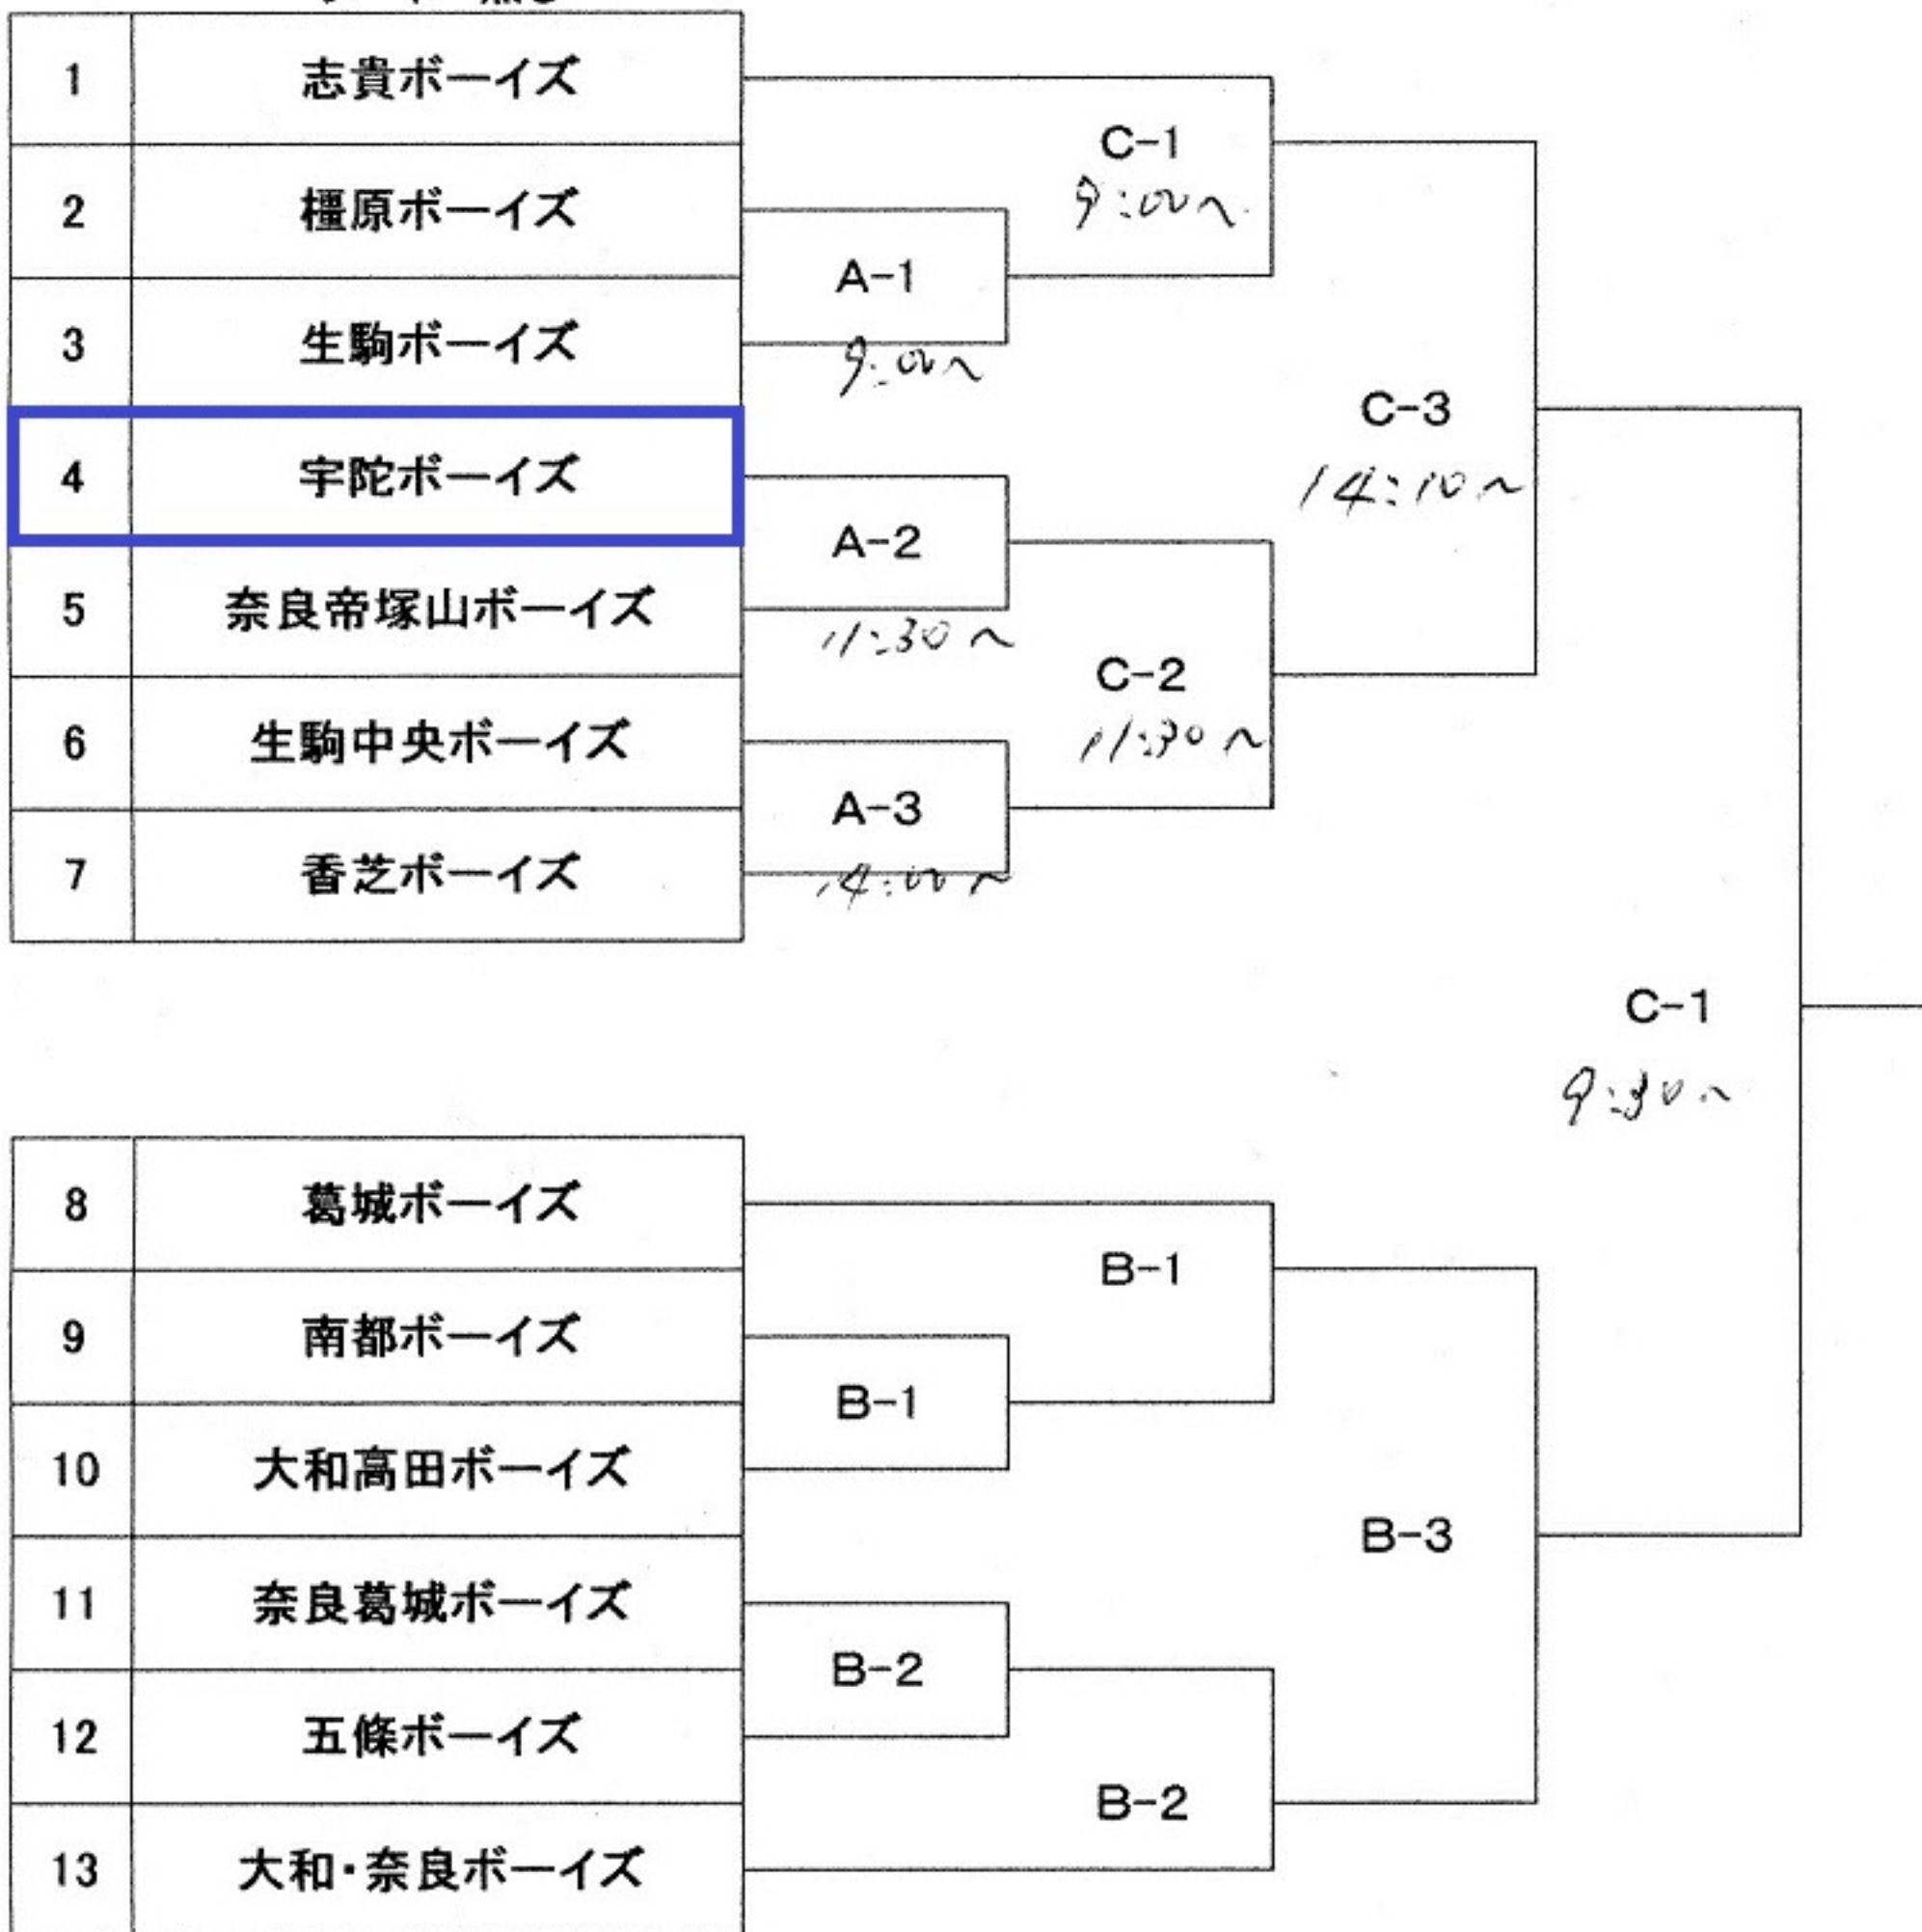 1 志貴ボーイズ
C-1
9:00~
2 橿原ボーイズ
A-1
9:00~
3 生駒ボーイズ
C-3
14:10~
4 宇陀ボーイズ
A-2
11:30~
5 奈良帝塚山ボーイズ
C-2
11:30~
6 生駒中央ボーイズ
A-3
14:00~
7 香芝ボーイズ
C-1
9:30~
8 葛城ボーイズ
B-1
9 南都ボーイズ
B-1
10 大和高田ボーイズ
B-3
11 奈良葛城ボーイズ
B-2
12 五條ボーイズ
B-2
13 大和・奈良ボーイズ